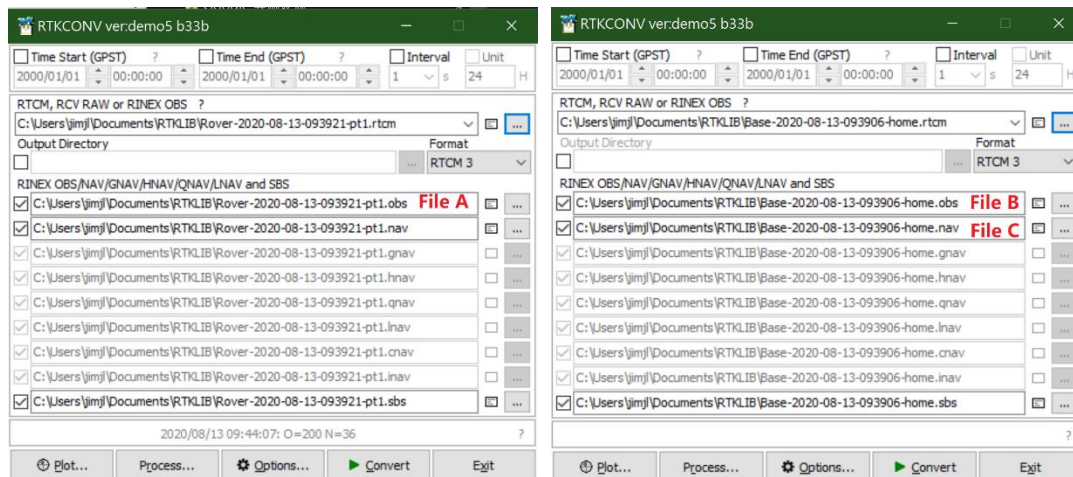 RTKCONV ver:demo5 b33b
Time Start (GPST) ? Time End (GPST) ? Interval Unit
2000/01/01 00:00:00 2000/01/01 00:00:00 1 s 24 H
RTCM, RCV RAW or RINEX OBS ?
C:\Users\jimjl\Documents\RTKLIB\Rover-2020-08-13-093921-pt1.rtcm ...
Output Directory Format
... RTCM 3
RINEX OBS/NAV/GNAV/HNAV/QNAV/LNAV and SBS
C:\Users\jimjl\Documents\RTKLIB\Rover-2020-08-13-093921-pt1.obs File A ...
C:\Users\jimjl\Documents\RTKLIB\Rover-2020-08-13-093921-pt1.nav ...
C:\Users\jimjl\Documents\RTKLIB\Rover-2020-08-13-093921-pt1.gnav ...
C:\Users\jimjl\Documents\RTKLIB\Rover-2020-08-13-093921-pt1.hnav ...
C:\Users\jimjl\Documents\RTKLIB\Rover-2020-08-13-093921-pt1.qnav ...
C:\Users\jimjl\Documents\RTKLIB\Rover-2020-08-13-093921-pt1.lnav ...
C:\Users\jimjl\Documents\RTKLIB\Rover-2020-08-13-093921-pt1.cnav ...
C:\Users\jimjl\Documents\RTKLIB\Rover-2020-08-13-093921-pt1.inav ...
C:\Users\jimjl\Documents\RTKLIB\Rover-2020-08-13-093921-pt1.sbs ...
2020/08/13 09:44:07: O=200 N=36 ?
Plot... Process... Options... Convert Exit
RTKCONV ver:demo5 b33b
Time Start (GPST) ? Time End (GPST) ? Interval Unit
2000/01/01 00:00:00 2000/01/01 00:00:00 1 s 24 H
RTCM, RCV RAW or RINEX OBS ?
C:\Users\jimjl\Documents\RTKLIB\Base-2020-08-13-093906-home.rtcm ...
Output Directory Format
... RTCM 3
RINEX OBS/NAV/GNAV/HNAV/QNAV/LNAV and SBS
C:\Users\jimjl\Documents\RTKLIB\Base-2020-08-13-093906-home.obs File B ...
C:\Users\jimjl\Documents\RTKLIB\Base-2020-08-13-093906-home.nav File C ...
C:\Users\jimjl\Documents\RTKLIB\Base-2020-08-13-093906-home.gnav ...
C:\Users\jimjl\Documents\RTKLIB\Base-2020-08-13-093906-home.hnav ...
C:\Users\jimjl\Documents\RTKLIB\Base-2020-08-13-093906-home.qnav ...
C:\Users\jimjl\Documents\RTKLIB\Base-2020-08-13-093906-home.lnav ...
C:\Users\jimjl\Documents\RTKLIB\Base-2020-08-13-093906-home.cnav ...
C:\Users\jimjl\Documents\RTKLIB\Base-2020-08-13-093906-home.inav ...
C:\Users\jimjl\Documents\RTKLIB\Base-2020-08-13-093906-home.sbs ...
?
Plot... Process... Options... Convert Exit